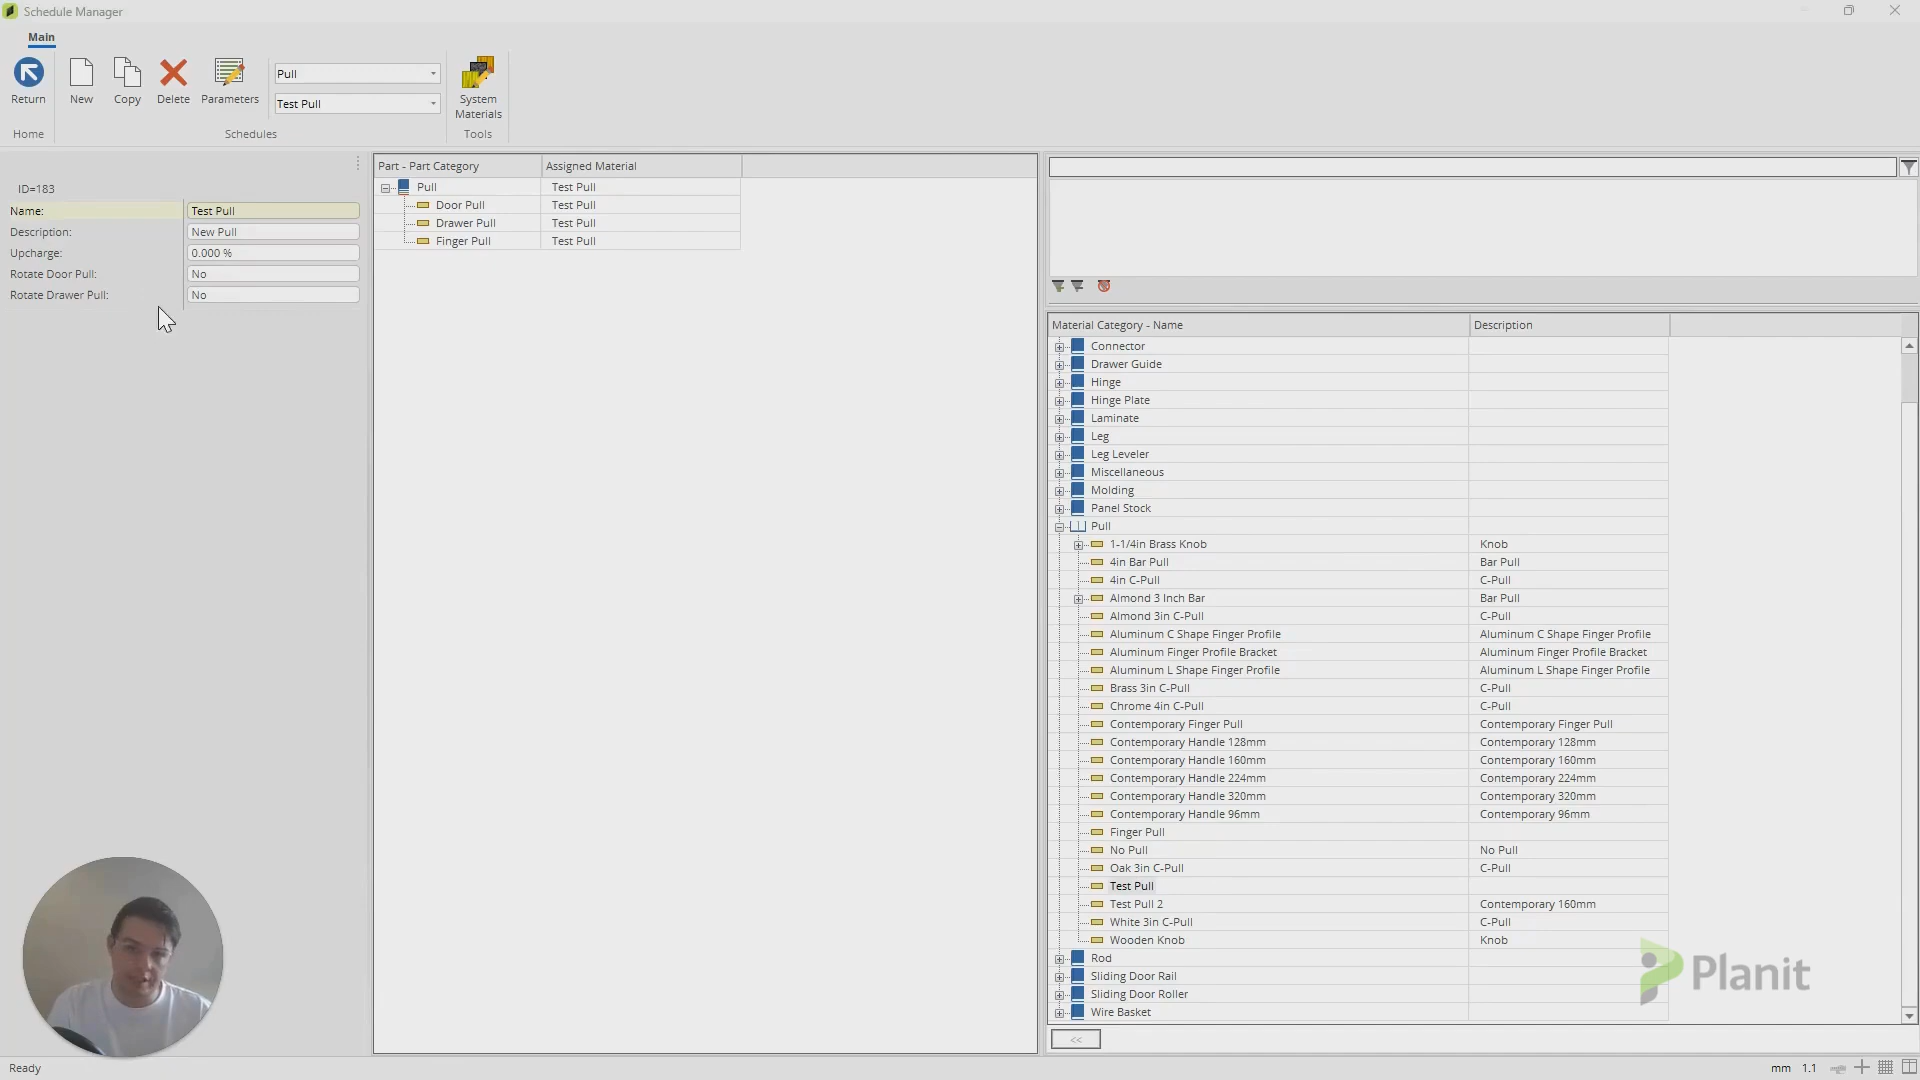 Schedule Manager
Main
Return
New
Copy
Delete
Parameters
Pull
Test Pull
System Materials
Home
Schedules
Tools
ID=183
Name: Test Pull
Description: New Pull
Upcharge: 0.000 %
Rotate Door Pull: No
Rotate Drawer Pull: No
Part - Part Category Assigned Material
Pull Test Pull
Door Pull Test Pull
Drawer Pull Test Pull
Finger Pull Test Pull
Material Category - Name Description
Connector
Drawer Guide
Hinge
Hinge Plate
Laminate
Leg
Leg Leveler
Miscellaneous
Molding
Panel Stock
Pull
1-1/4in Brass Knob Knob
4in Bar Pull Bar Pull
4in C-Pull C-Pull
Almond 3 Inch Bar Bar Pull
Almond 3in C-Pull C-Pull
Aluminum C Shape Finger Profile Aluminum C Shape Finger Profile
Aluminum Finger Profile Bracket Aluminum Finger Profile Bracket
Aluminum L Shape Finger Profile Aluminum L Shape Finger Profile
Brass 3in C-Pull C-Pull
Chrome 4in C-Pull C-Pull
Contemporary Finger Pull Contemporary Finger Pull
Contemporary Handle 128mm Contemporary 128mm
Contemporary Handle 160mm Contemporary 160mm
Contemporary Handle 224mm Contemporary 224mm
Contemporary Handle 320mm Contemporary 320mm
Contemporary Handle 96mm Contemporary 96mm
Finger Pull
No Pull No Pull
Oak 3in C-Pull C-Pull
Test Pull
Test Pull 2 Contemporary 160mm
White 3in C-Pull C-Pull
Wooden Knob Knob
Rod
Sliding Door Rail
Sliding Door Roller
Wire Basket
<<
Planit
Ready
mm 1.1